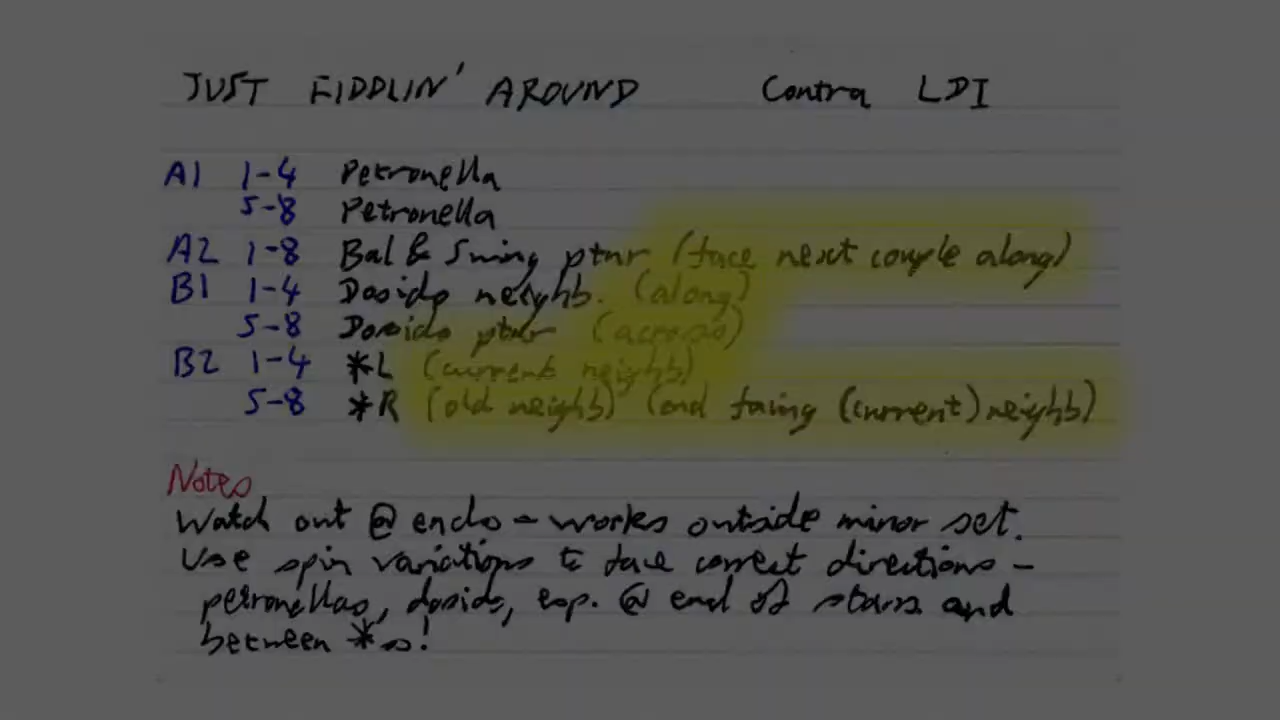 JUST FIDDLIN' AROUND Contra LDI
A1 1-4 Petronella
5-8 Petronella
A2 1-8 Bal & Swing ptnr (face next couple along)
B1 1-4 Dosido neighb. (along)
5-8 Dosido ptnr (across)
B2 1-4 *L (current neighb)
5-8 *R (old neighb) (end facing (current) neighb)
Notes
Watch out @ ends - works outside minor set.
Use spin variations to face correct directions -
petronellas, dosido, esp. @ end of stars and
between *s!